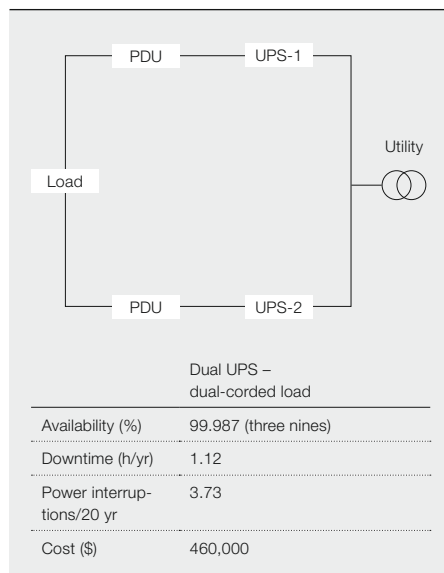 PDU UPS-1
Utility
Load
PDU UPS-2
Dual UPS –
dual-corded load
Availability (%) 99.987 (three nines)
Downtime (h/yr) 1.12
Power interrup- 3.73
tions/20 yr
Cost ($) 460,000